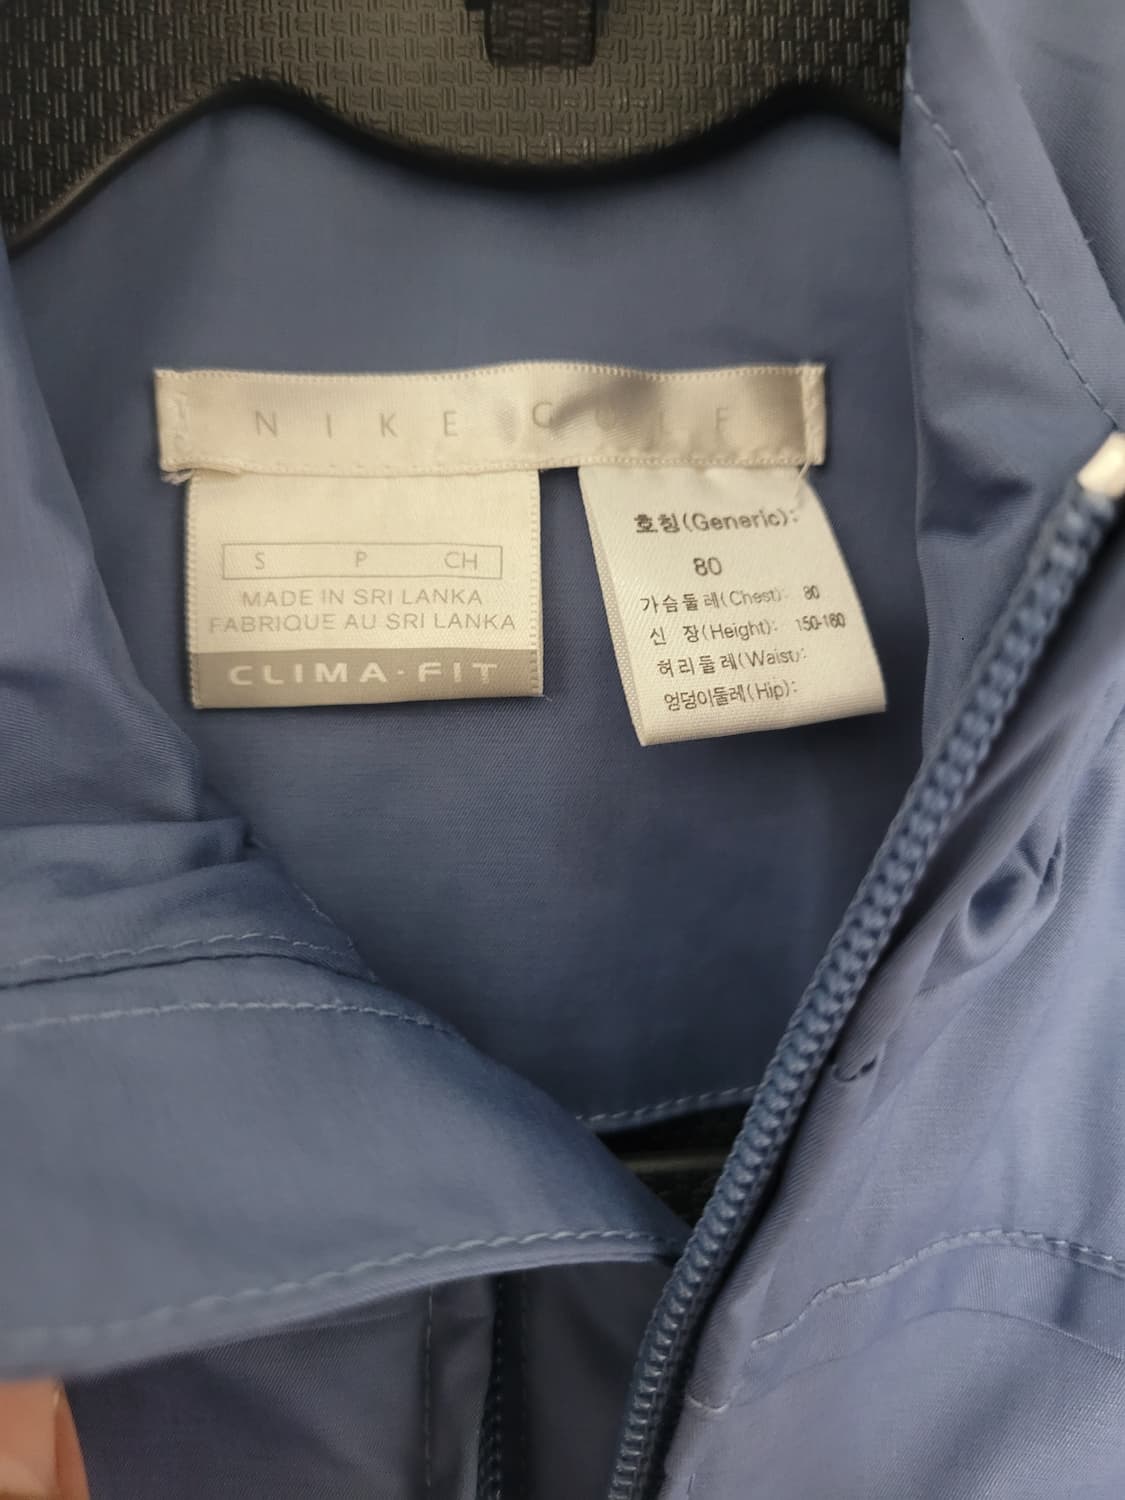 NIKE GOLF
S P CH
MADE IN SRI LANKA
FABRIQUE AU SRI LANKA
CLIMA·FIT
호칭(Generic):
80
가슴둘레(Chest): 80
신 장(Height): 150-160
허리둘레(Waist):
엉덩이둘레(Hip):